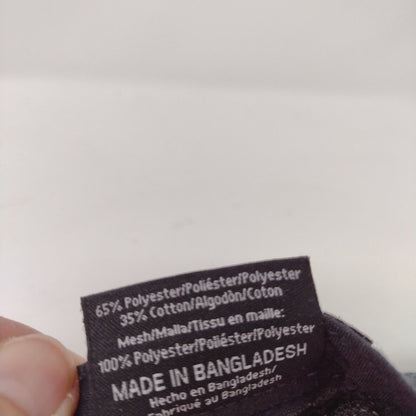 65% Polyester/Poliéster/Polyester
35% Cotton/Algodòn/Coton
Mesh/Malla/Tissu en maille:
100% Polyester/Poliéster/Polyester
MADE IN BANGLADESH
Hecho en Bangladesh/
Fabriqué au Bangladesh